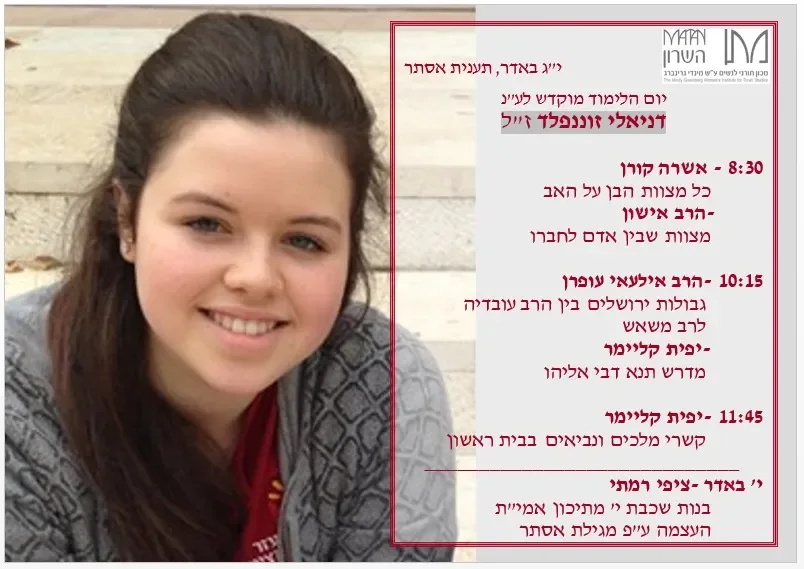 MATAN
השרון
מכון תורני לנשים ע״ש מינדי גרינברג
The Mindy Greenberg Women's Institute for Torah Studies
י״ג באדר, תענית אסתר
יום הלימוד מוקדש לע״נ
דניאלי זוננפלד ז״ל
8:30 - אשרה קורן
כל מצוות הבן על האב
-הרב אישון
מצוות שבין אדם לחברו
10:15 -הרב אילעאי עופרן
גבולות ירושלים בין הרב עובדיה
לרב משאש
-יפית קליימר
מדרש תנא דבי אליהו
11:45 -יפית קליימר
קשרי מלכים ונביאים בבית ראשון
י׳ באדר -ציפי רמתי
בנות שכבת י׳ מתיכון אמי״ת
העצמה ע״פ מגילת אסתר